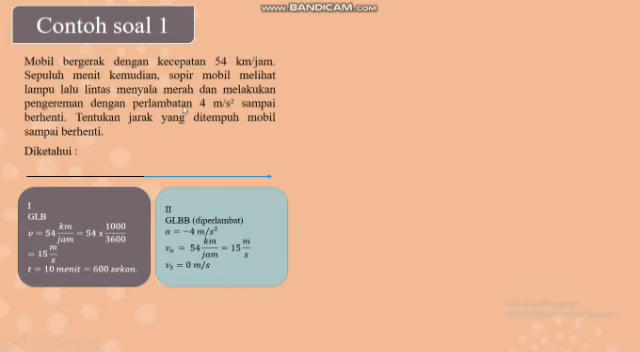 www.BANDICAM.COM
Contoh soal 1
Mobil bergerak dengan kecepatan 54 km/jam.
Sepuluh menit kemudian, sopir mobil melihat
lampu lalu lintas menyala merah dan melakukan
pengereman dengan perlambatan 4 m/s² sampai
berhenti. Tentukan jarak yang ditempuh mobil
sampai berhenti.
Diketahui :
I
GLB
v = 54 km/jam = 54 x 1000/3600
= 15 m/s
t = 10 menit = 600 sekon.
II
GLBB (diperlambat)
a = −4 m/s²
v₀ = 54 km/jam = 15 m/s
vₜ = 0 m/s